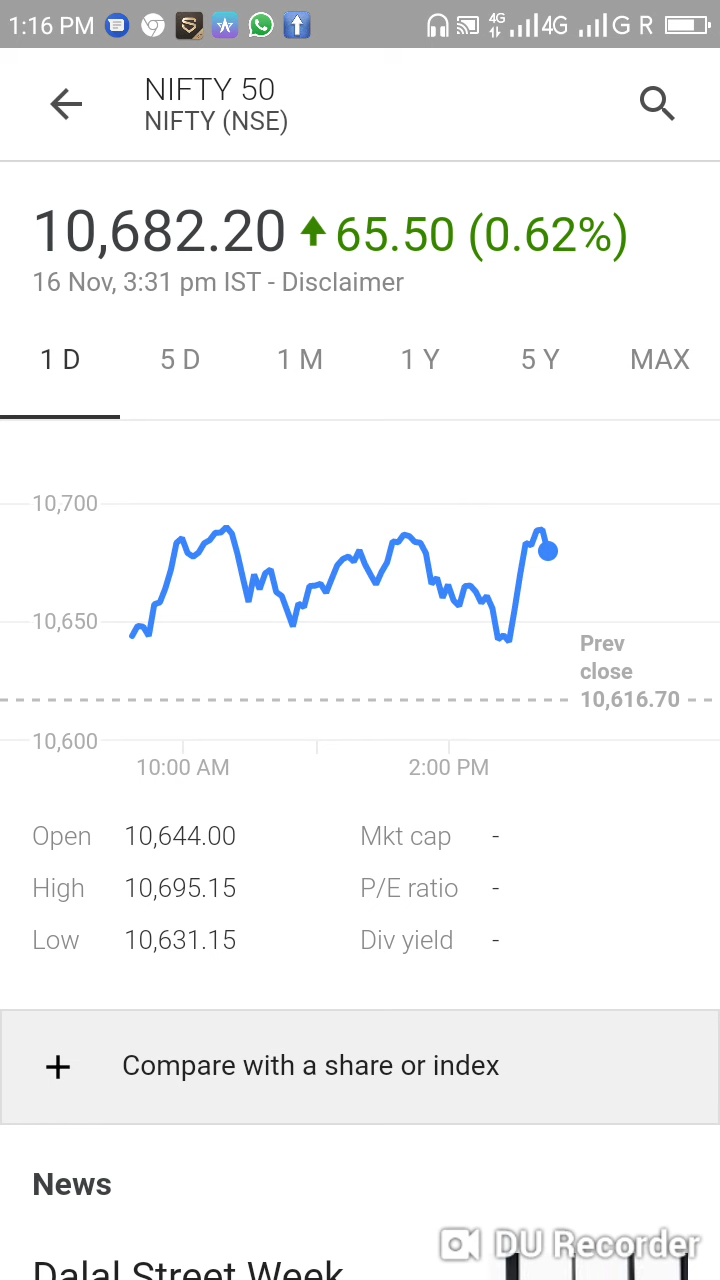 1:16 PM 4G 4G G R
NIFTY 50
NIFTY (NSE)
10,682.20 65.50 (0.62%)
16 Nov, 3:31 pm IST - Disclaimer
1 D 5 D 1 M 1 Y 5 Y MAX
10,700
10,650
Prev
close
10,616.70
10,600
10:00 AM 2:00 PM
Open 10,644.00 Mkt cap -
High 10,695.15 P/E ratio -
Low 10,631.15 Div yield -
+ Compare with a share or index
News
DU Recorder
Dalal Street Week